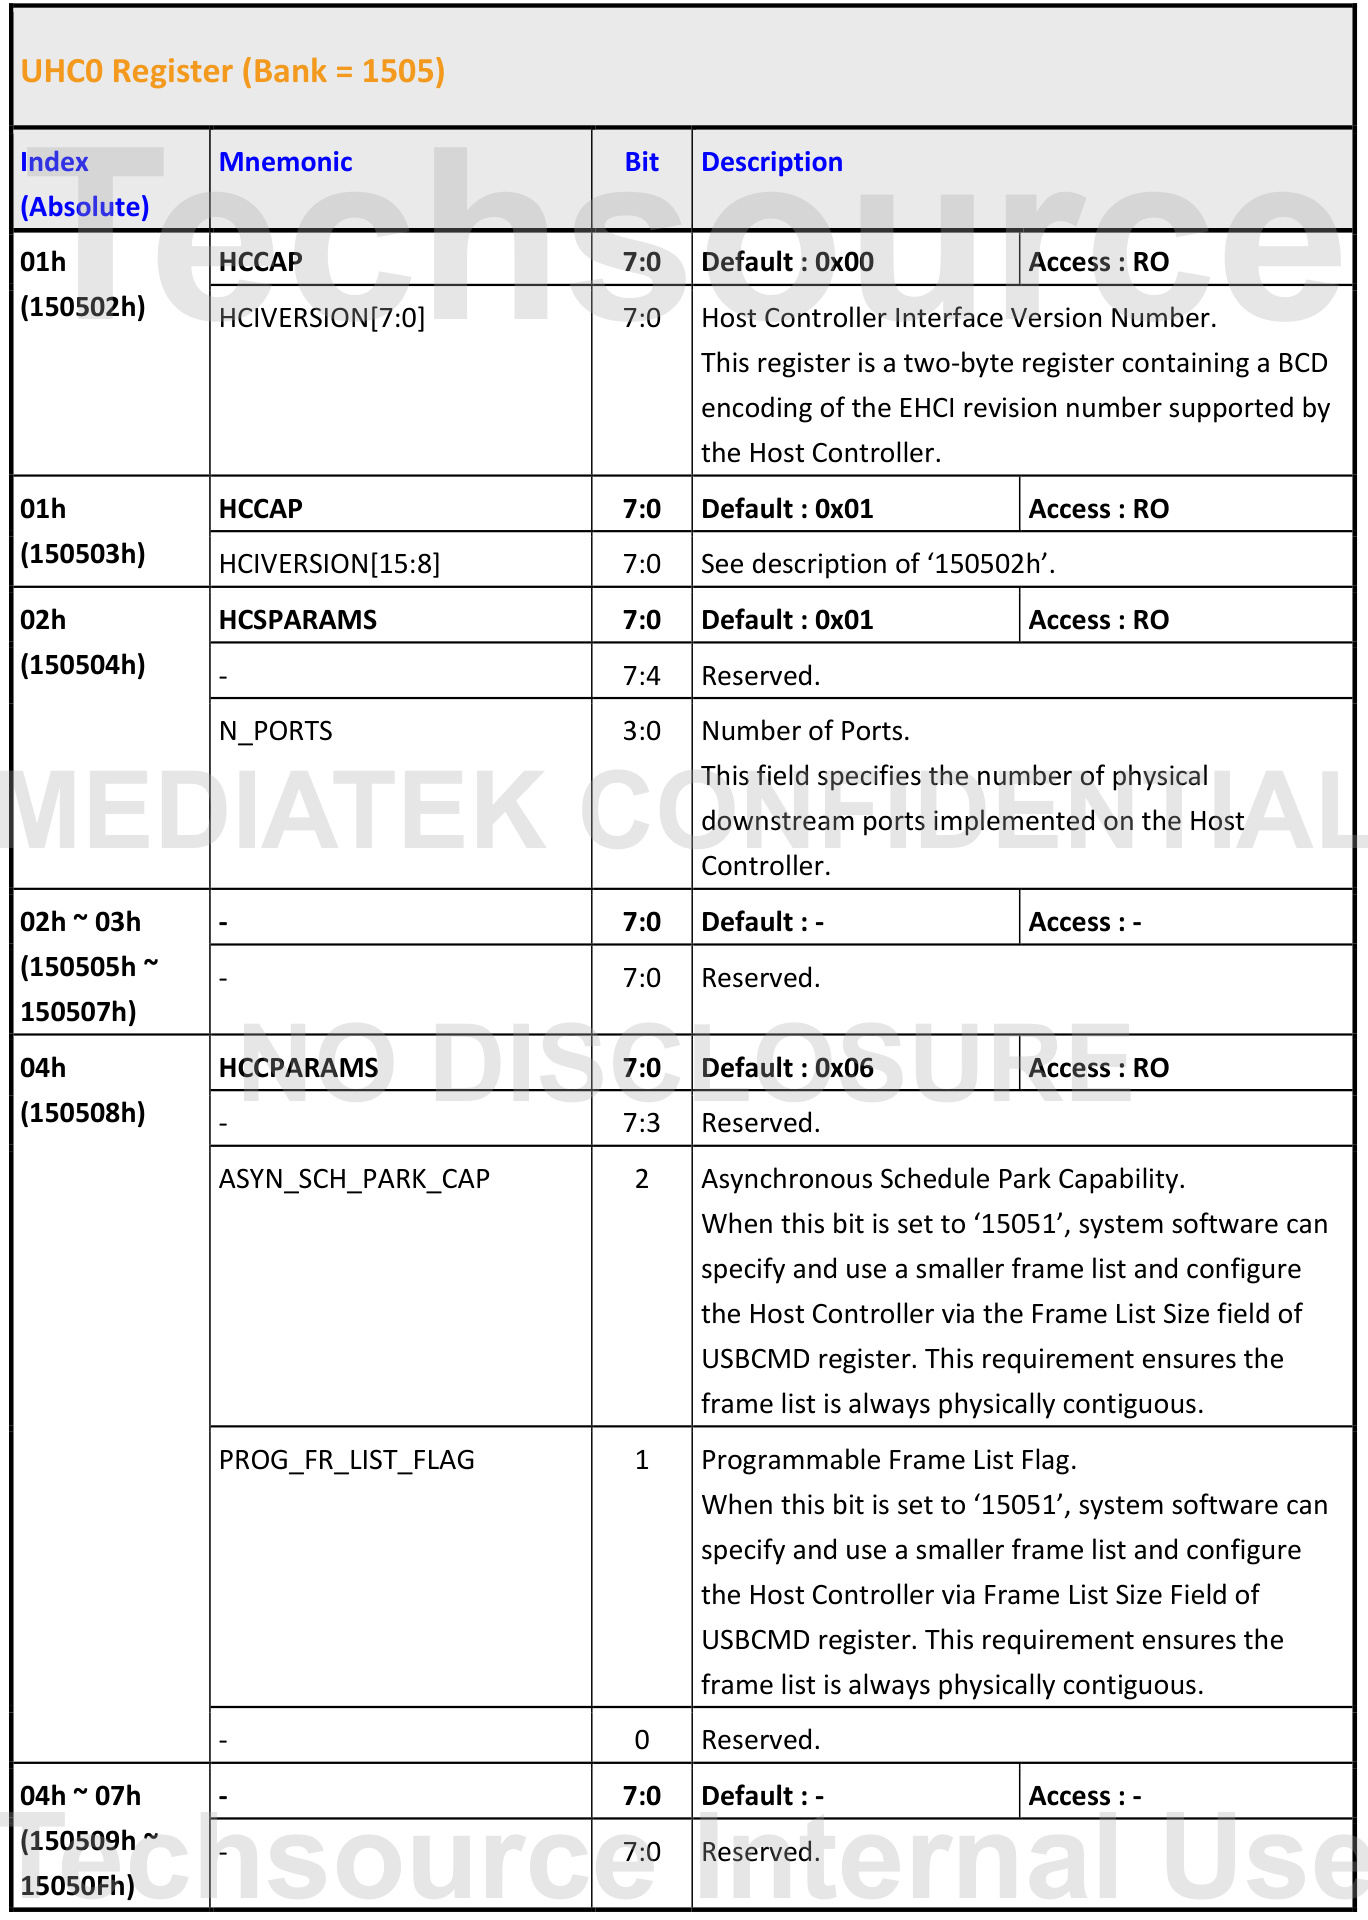 UHC0 Register (Bank = 1505)
Index (Absolute) Mnemonic Bit Description
01h (150502h) HCCAP 7:0 Default : 0x00 Access : RO
HCIVERSION[7:0] 7:0 Host Controller Interface Version Number.
This register is a two-byte register containing a BCD
encoding of the EHCI revision number supported by
the Host Controller.
01h (150503h) HCCAP 7:0 Default : 0x01 Access : RO
HCIVERSION[15:8] 7:0 See description of ‘150502h’.
02h (150504h) HCSPARAMS 7:0 Default : 0x01 Access : RO
- 7:4 Reserved.
N_PORTS 3:0 Number of Ports.
This field specifies the number of physical
downstream ports implemented on the Host
Controller.
02h ~ 03h (150505h ~ 150507h) - 7:0 Default : - Access : -
- 7:0 Reserved.
04h (150508h) HCCPARAMS 7:0 Default : 0x06 Access : RO
- 7:3 Reserved.
ASYN_SCH_PARK_CAP 2 Asynchronous Schedule Park Capability.
When this bit is set to ‘15051’, system software can
specify and use a smaller frame list and configure
the Host Controller via the Frame List Size field of
USBCMD register. This requirement ensures the
frame list is always physically contiguous.
PROG_FR_LIST_FLAG 1 Programmable Frame List Flag.
When this bit is set to ‘15051’, system software can
specify and use a smaller frame list and configure
the Host Controller via Frame List Size Field of
USBCMD register. This requirement ensures the
frame list is always physically contiguous.
- 0 Reserved.
04h ~ 07h (150509h ~ 15050Fh) - 7:0 Default : - Access : -
- 7:0 Reserved.
Techsource
MEDIATEK CONFIDENTIAL
NO DISCLOSURE
Techsource Internal Use